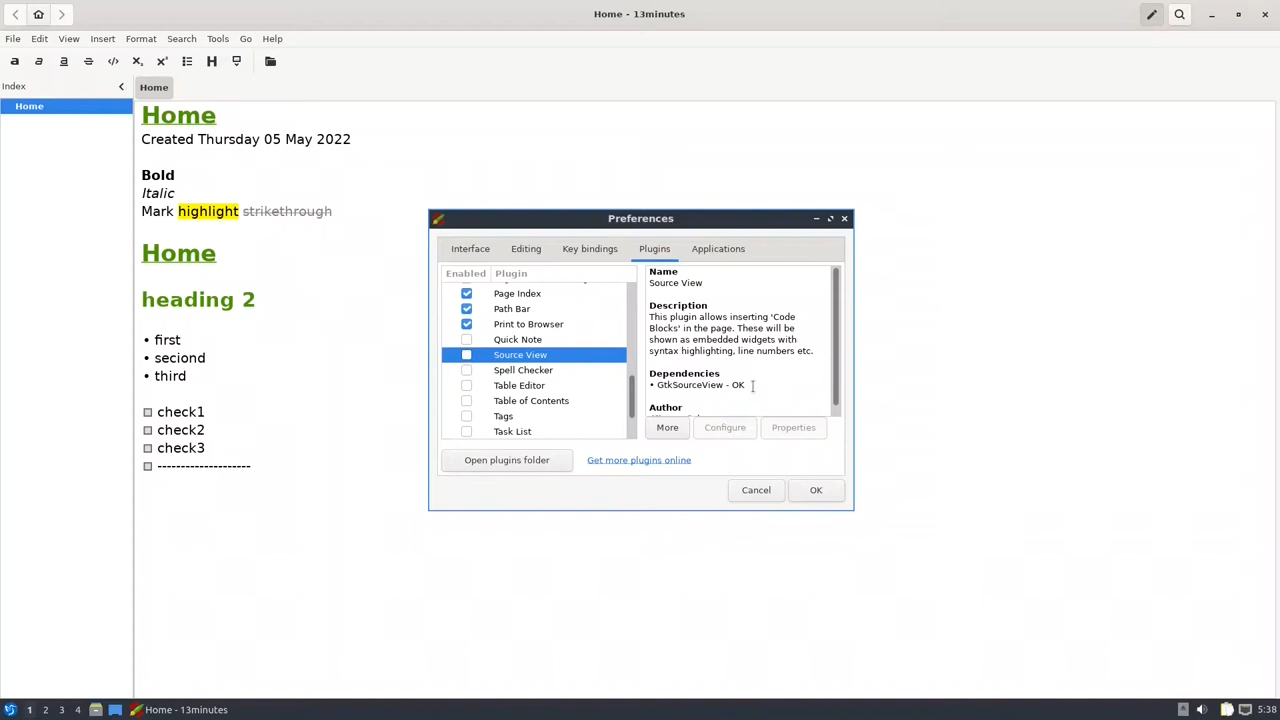 Home - 13minutes
File Edit View Insert Format Search Tools Go Help
Index
Home
Home
Home
Created Thursday 05 May 2022
Bold
Italic
Mark highlight strikethrough
Home
heading 2
• first
• seciond
• third
check1
check2
check3
--------------------
Preferences
Interface Editing Key bindings Plugins Applications
Enabled Plugin
Page Index
Path Bar
Print to Browser
Quick Note
Source View
Spell Checker
Table Editor
Table of Contents
Tags
Task List
Name
Source View
Description
This plugin allows inserting 'Code
Blocks' in the page. These will be
shown as embedded widgets with
syntax highlighting, line numbers etc.
Dependencies
• GtkSourceView - OK
Author
More Configure Properties
Open plugins folder Get more plugins online
Cancel OK
1 2 3 4 Home - 13minutes 5:38